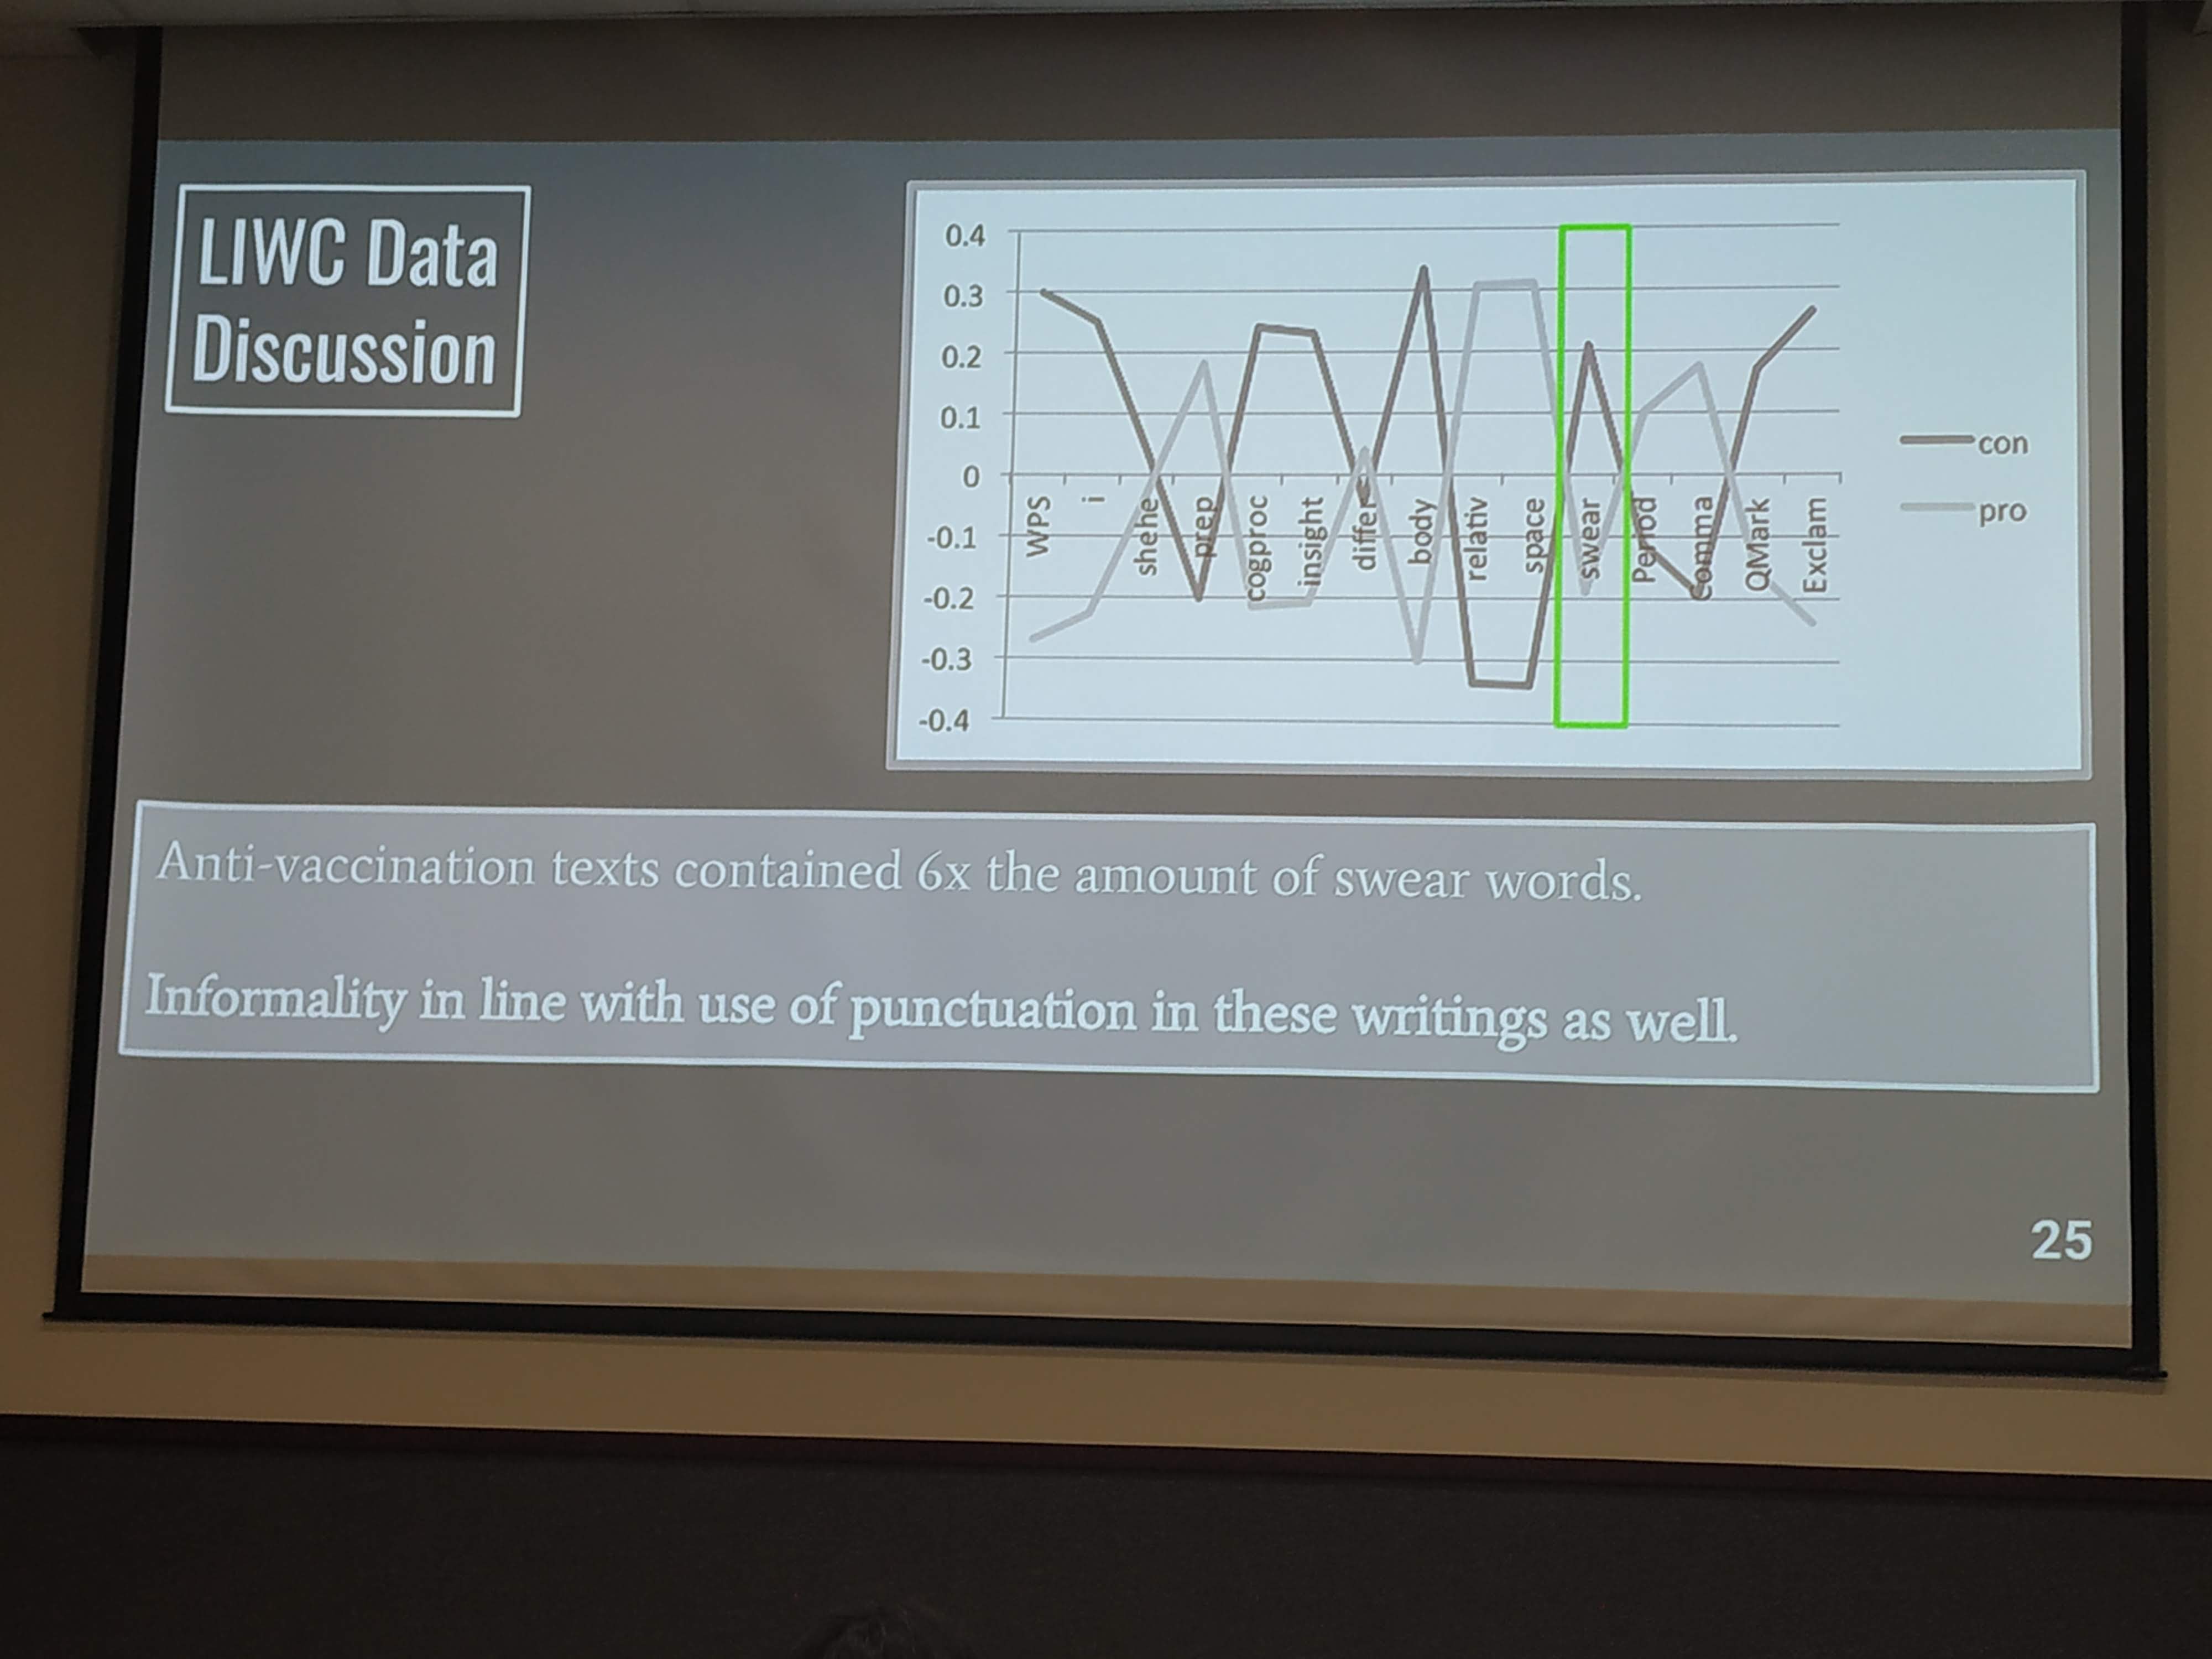 LIWC Data
Discussion
0.4
0.3
0.2
0.1
0
-0.1
-0.2
-0.3
-0.4
WPS
i
shehe
prep
cogproc
insight
differ
body
relativ
space
swear
Period
Comma
QMark
Exclam
con
pro
Anti-vaccination texts contained 6x the amount of swear words.
Informality in line with use of punctuation in these writings as well.
25